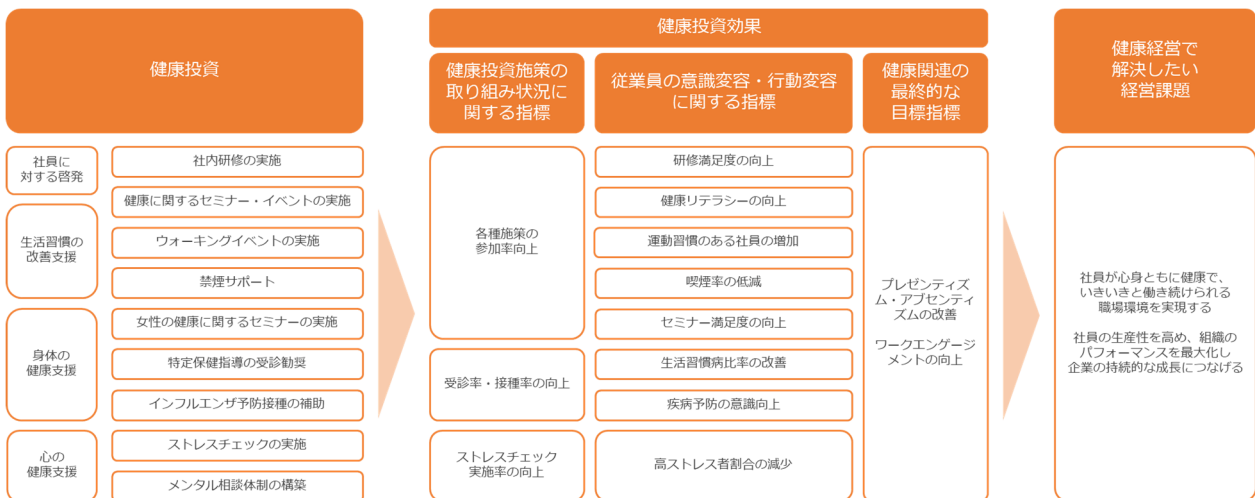 健康投資
健康投資効果
健康投資施策の
取り組み状況に
関する指標
従業員の意識変容・行動変容
に関する指標
健康関連の
最終的な
目標指標
健康経営で
解決したい
経営課題
社員に
対する啓発
生活習慣の
改善支援
身体の
健康支援
心の
健康支援
社内研修の実施
健康に関するセミナー・イベントの実施
ウォーキングイベントの実施
禁煙サポート
女性の健康に関するセミナーの実施
特定保健指導の受診勧奨
インフルエンザ予防接種の補助
ストレスチェックの実施
メンタル相談体制の構築
各種施策の
参加率向上
受診率・接種率の向上
ストレスチェック
実施率の向上
研修満足度の向上
健康リテラシーの向上
運動習慣のある社員の増加
喫煙率の低減
セミナー満足度の向上
生活習慣病比率の改善
疾病予防の意識向上
高ストレス者割合の減少
プレゼンティズ
ム・アブセンティ
ズムの改善
ワークエンゲージ
メントの向上
社員が心身ともに健康で、
いきいきと働き続けられる
職場環境を実現する
社員の生産性を高め、組織の
パフォーマンスを最大化し
企業の持続的な成長につなげる